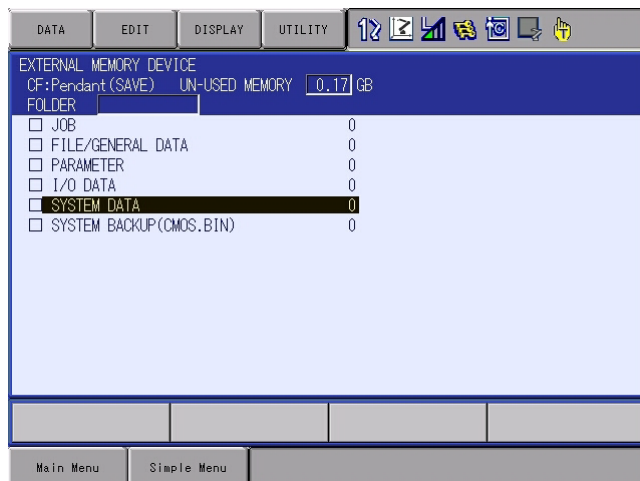 DATA EDIT DISPLAY UTILITY
EXTERNAL MEMORY DEVICE
CF:Pendant(SAVE) UN-USED MEMORY 0.17 GB
FOLDER
JOB 0
FILE/GENERAL DATA 0
PARAMETER 0
I/O DATA 0
SYSTEM DATA 0
SYSTEM BACKUP(CMOS.BIN) 0
Main Menu Simple Menu